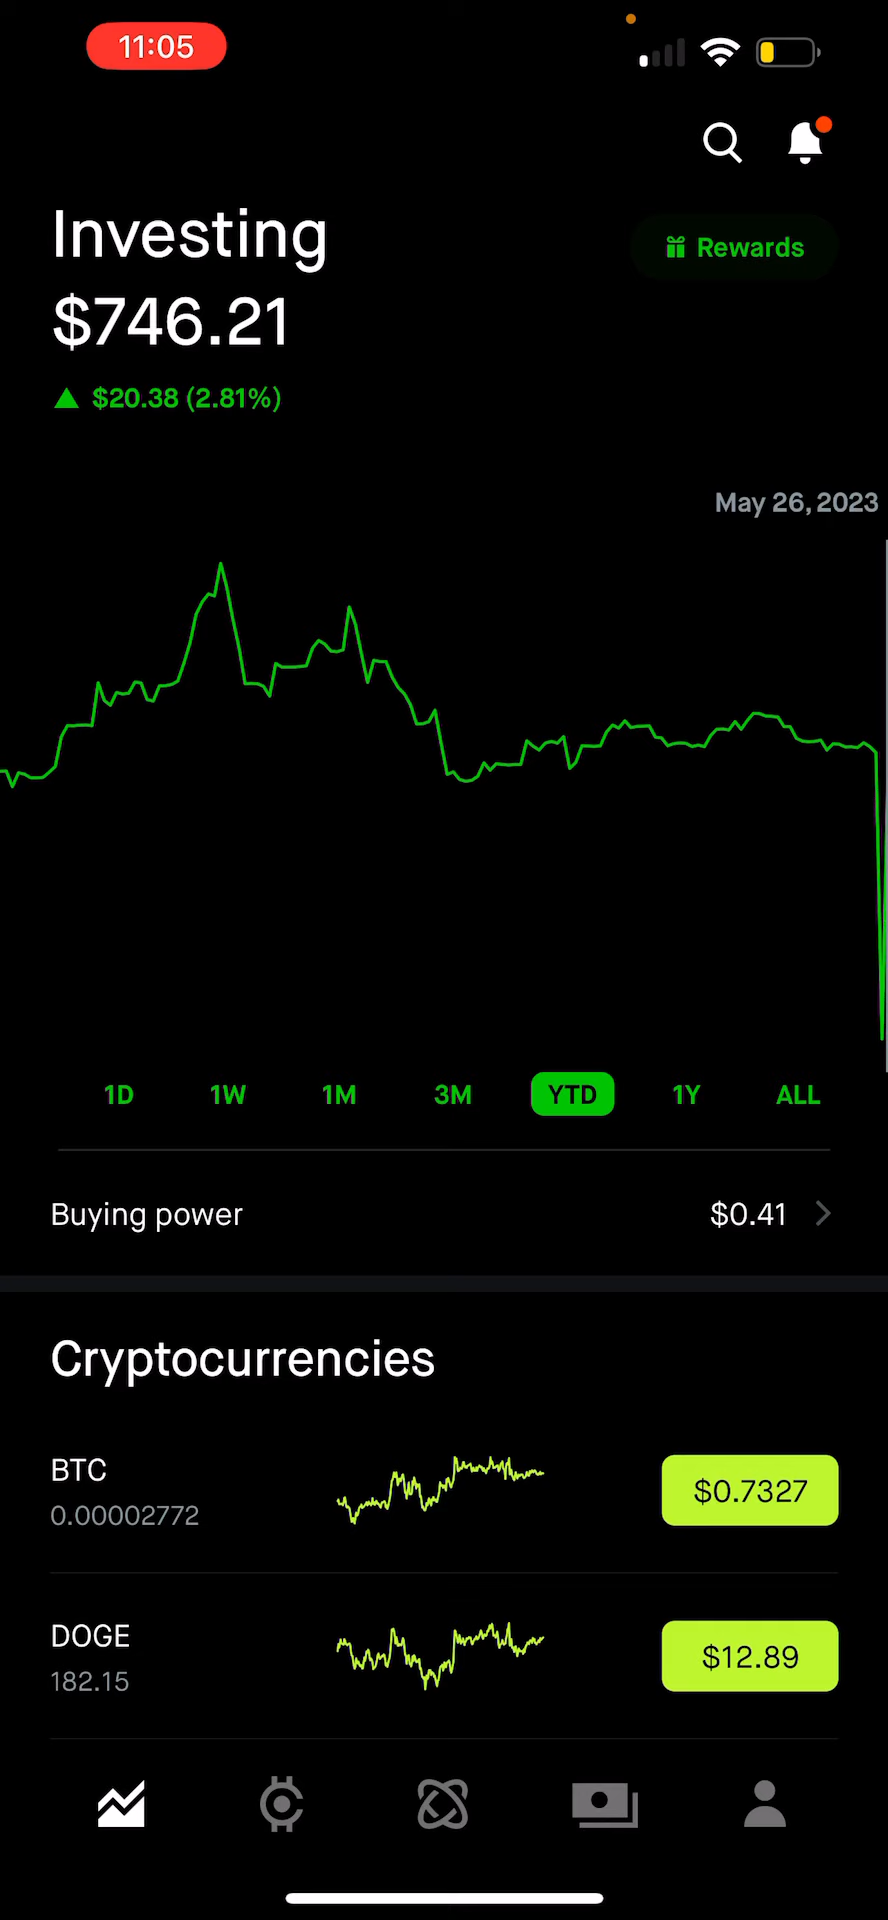 11:05
Investing
Rewards
$746.21
▲ $20.38 (2.81%)
May 26, 2023
1D 1W 1M 3M YTD 1Y ALL
Buying power $0.41
Cryptocurrencies
BTC
0.00002772
$0.7327
DOGE
182.15
$12.89